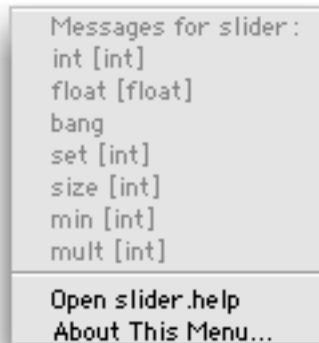 Messages for slider:
int [int]
float [float]
bang
set [int]
size [int]
min [int]
mult [int]
Open slider.help
About This Menu...